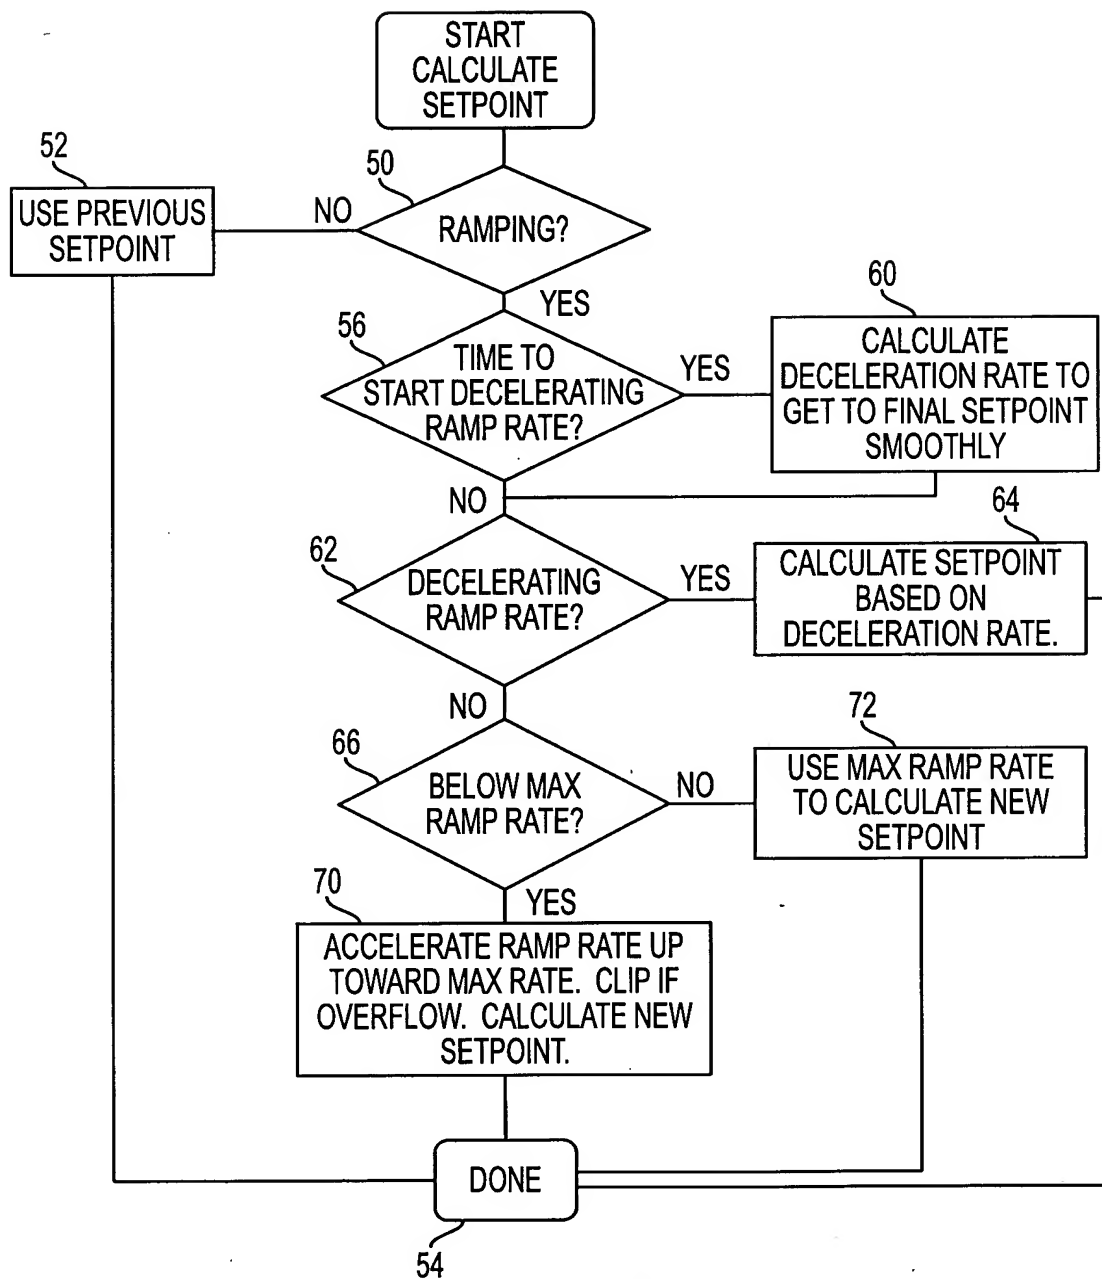 START
CALCULATE
SETPOINT
52
50
USE PREVIOUS
SETPOINT
NO
RAMPING?
YES
60
56
TIME TO
START DECELERATING
RAMP RATE?
YES
CALCULATE
DECELERATION RATE TO
GET TO FINAL SETPOINT
SMOOTHLY
NO
64
62
DECELERATING
RAMP RATE?
YES
CALCULATE SETPOINT
BASED ON
DECELERATION RATE.
NO
72
66
BELOW MAX
RAMP RATE?
NO
USE MAX RAMP RATE
TO CALCULATE NEW
SETPOINT
70
YES
ACCELERATE RAMP RATE UP
TOWARD MAX RATE. CLIP IF
OVERFLOW. CALCULATE NEW
SETPOINT.
DONE
54